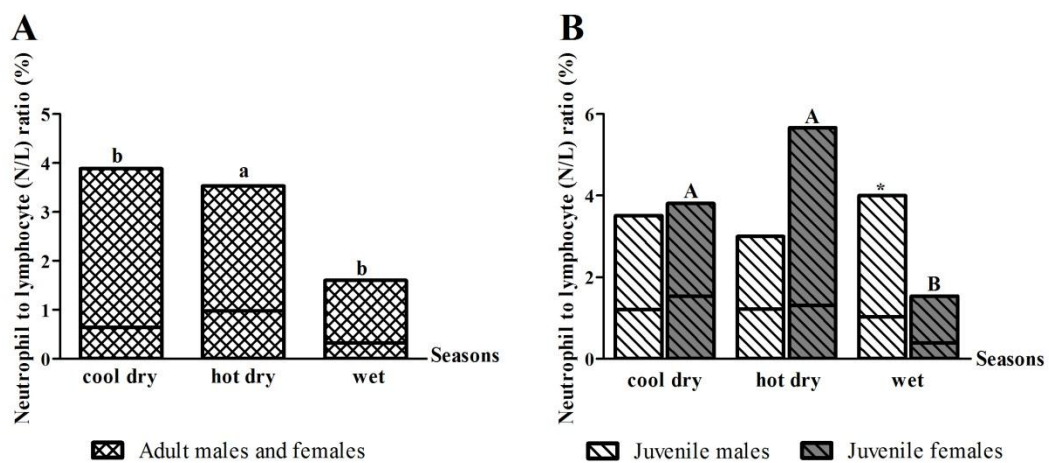 A
Neutrophil to lymphocyte (N/L) ratio (%)
5
4
3
2
1
0
b
a
b
cool dry
hot dry
wet
Seasons
Adult males and females
B
Neutrophil to lymphocyte (N/L) ratio (%)
6
4
2
0
A
A
*
B
cool dry
hot dry
wet
Seasons
Juvenile males
Juvenile females